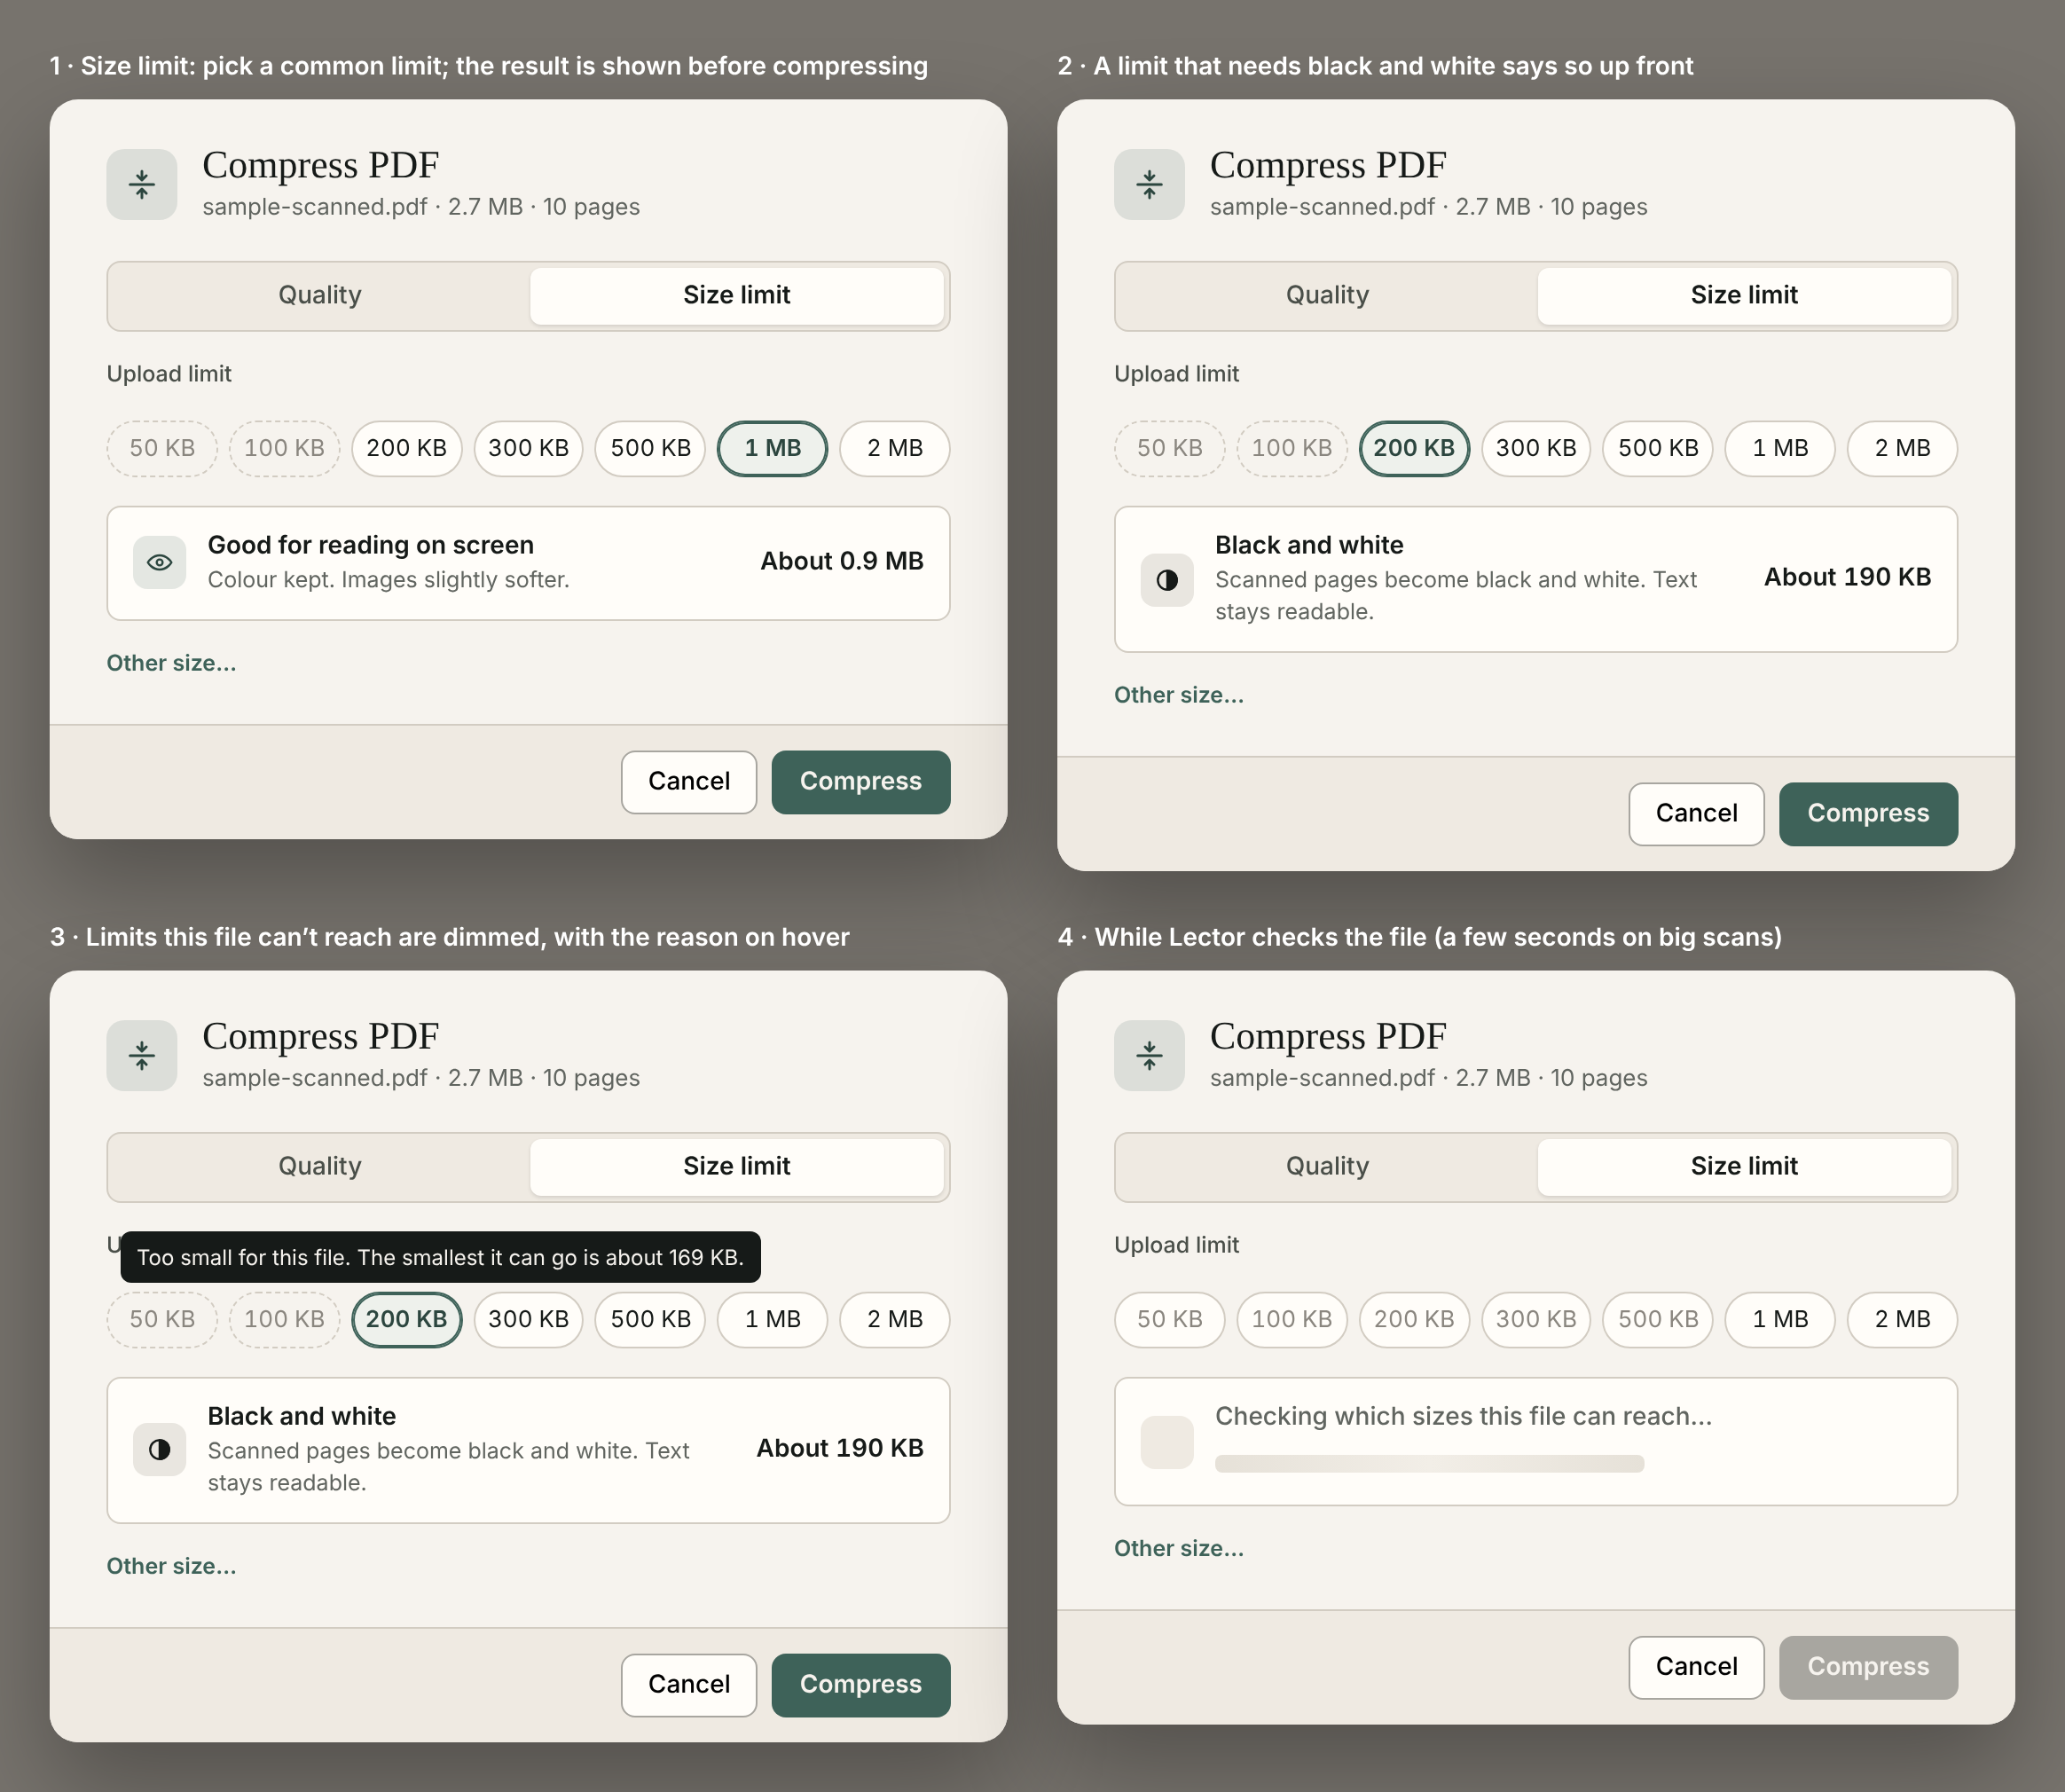 1 · Size limit: pick a common limit; the result is shown before compressing
Compress PDF
sample-scanned.pdf · 2.7 MB · 10 pages
Quality
Size limit
Upload limit
50 KB
100 KB
200 KB
300 KB
500 KB
1 MB
2 MB
Good for reading on screen
Colour kept. Images slightly softer.
About 0.9 MB
Other size...
Cancel
Compress
2 · A limit that needs black and white says so up front
Compress PDF
sample-scanned.pdf · 2.7 MB · 10 pages
Quality
Size limit
Upload limit
50 KB
100 KB
200 KB
300 KB
500 KB
1 MB
2 MB
Black and white
Scanned pages become black and white. Text
stays readable.
About 190 KB
Other size...
Cancel
Compress
3 · Limits this file can’t reach are dimmed, with the reason on hover
Compress PDF
sample-scanned.pdf · 2.7 MB · 10 pages
Quality
Size limit
Too small for this file. The smallest it can go is about 169 KB.
50 KB
100 KB
200 KB
300 KB
500 KB
1 MB
2 MB
Black and white
Scanned pages become black and white. Text
stays readable.
About 190 KB
Other size...
Cancel
Compress
4 · While Lector checks the file (a few seconds on big scans)
Compress PDF
sample-scanned.pdf · 2.7 MB · 10 pages
Quality
Size limit
Upload limit
50 KB
100 KB
200 KB
300 KB
500 KB
1 MB
2 MB
Checking which sizes this file can reach...
Other size...
Cancel
Compress